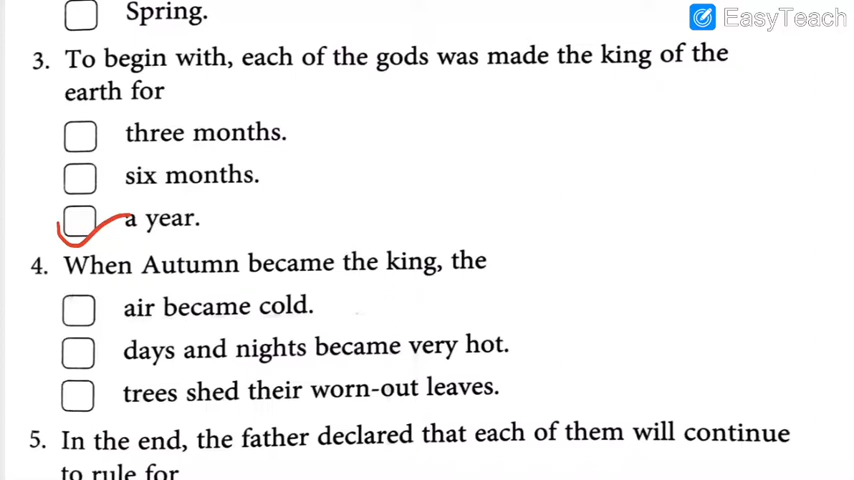 Spring.
EasyTeach
3. To begin with, each of the gods was made the king of the
earth for
three months.
six months.
a year.
4. When Autumn became the king, the
air became cold.
days and nights became very hot.
trees shed their worn-out leaves.
5. In the end, the father declared that each of them will continue
to rule for